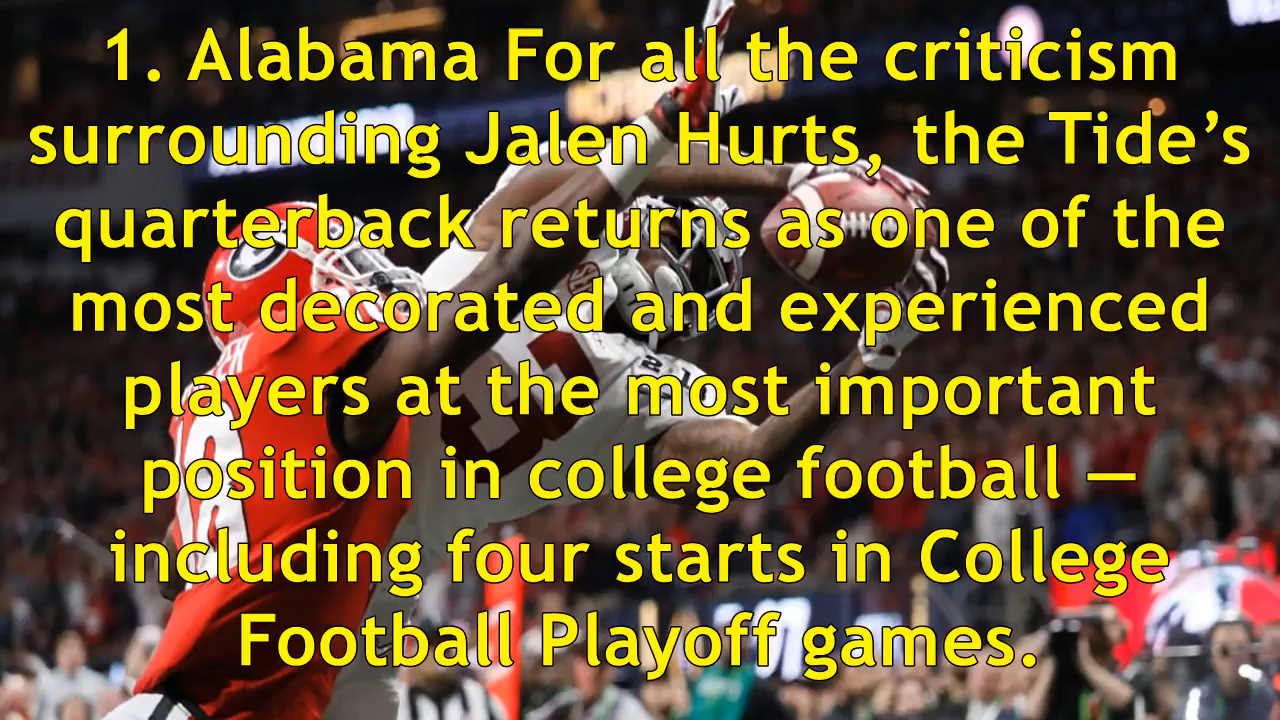 1. Alabama For all the criticism
surrounding Jalen Hurts, the Tide’s
quarterback returns as one of the
most decorated and experienced
players at the most important
position in college football —
including four starts in College
Football Playoff games.